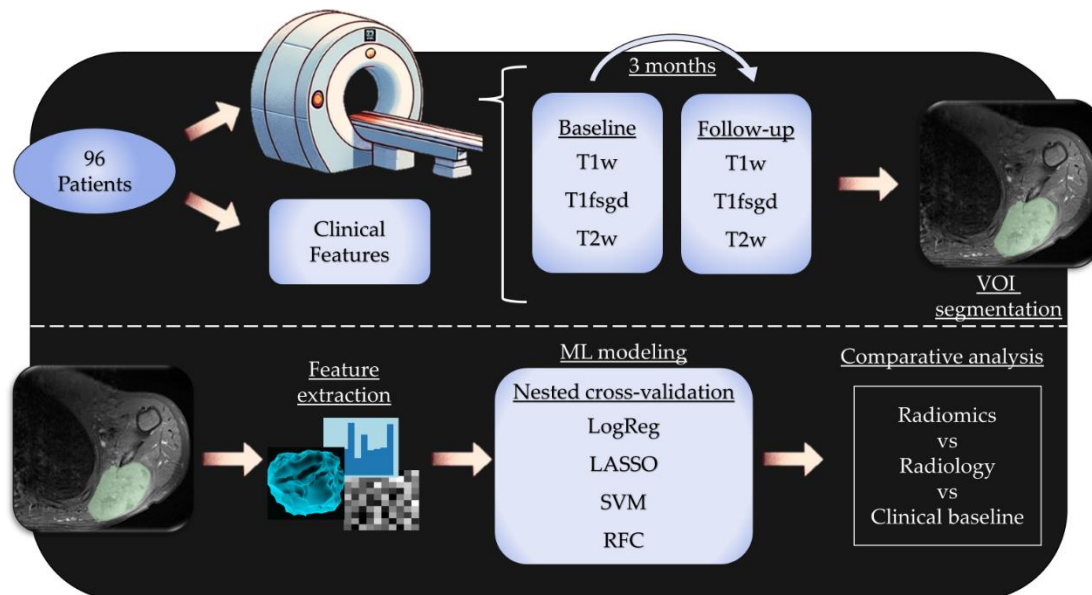 96
Patients
Clinical
Features
3 months
Baseline
T1w
T1fsgd
T2w
Follow-up
T1w
T1fsgd
T2w
VOI
segmentation
Feature
extraction
ML modeling
Nested cross-validation
LogReg
LASSO
SVM
RFC
Comparative analysis
Radiomics
vs
Radiology
vs
Clinical baseline